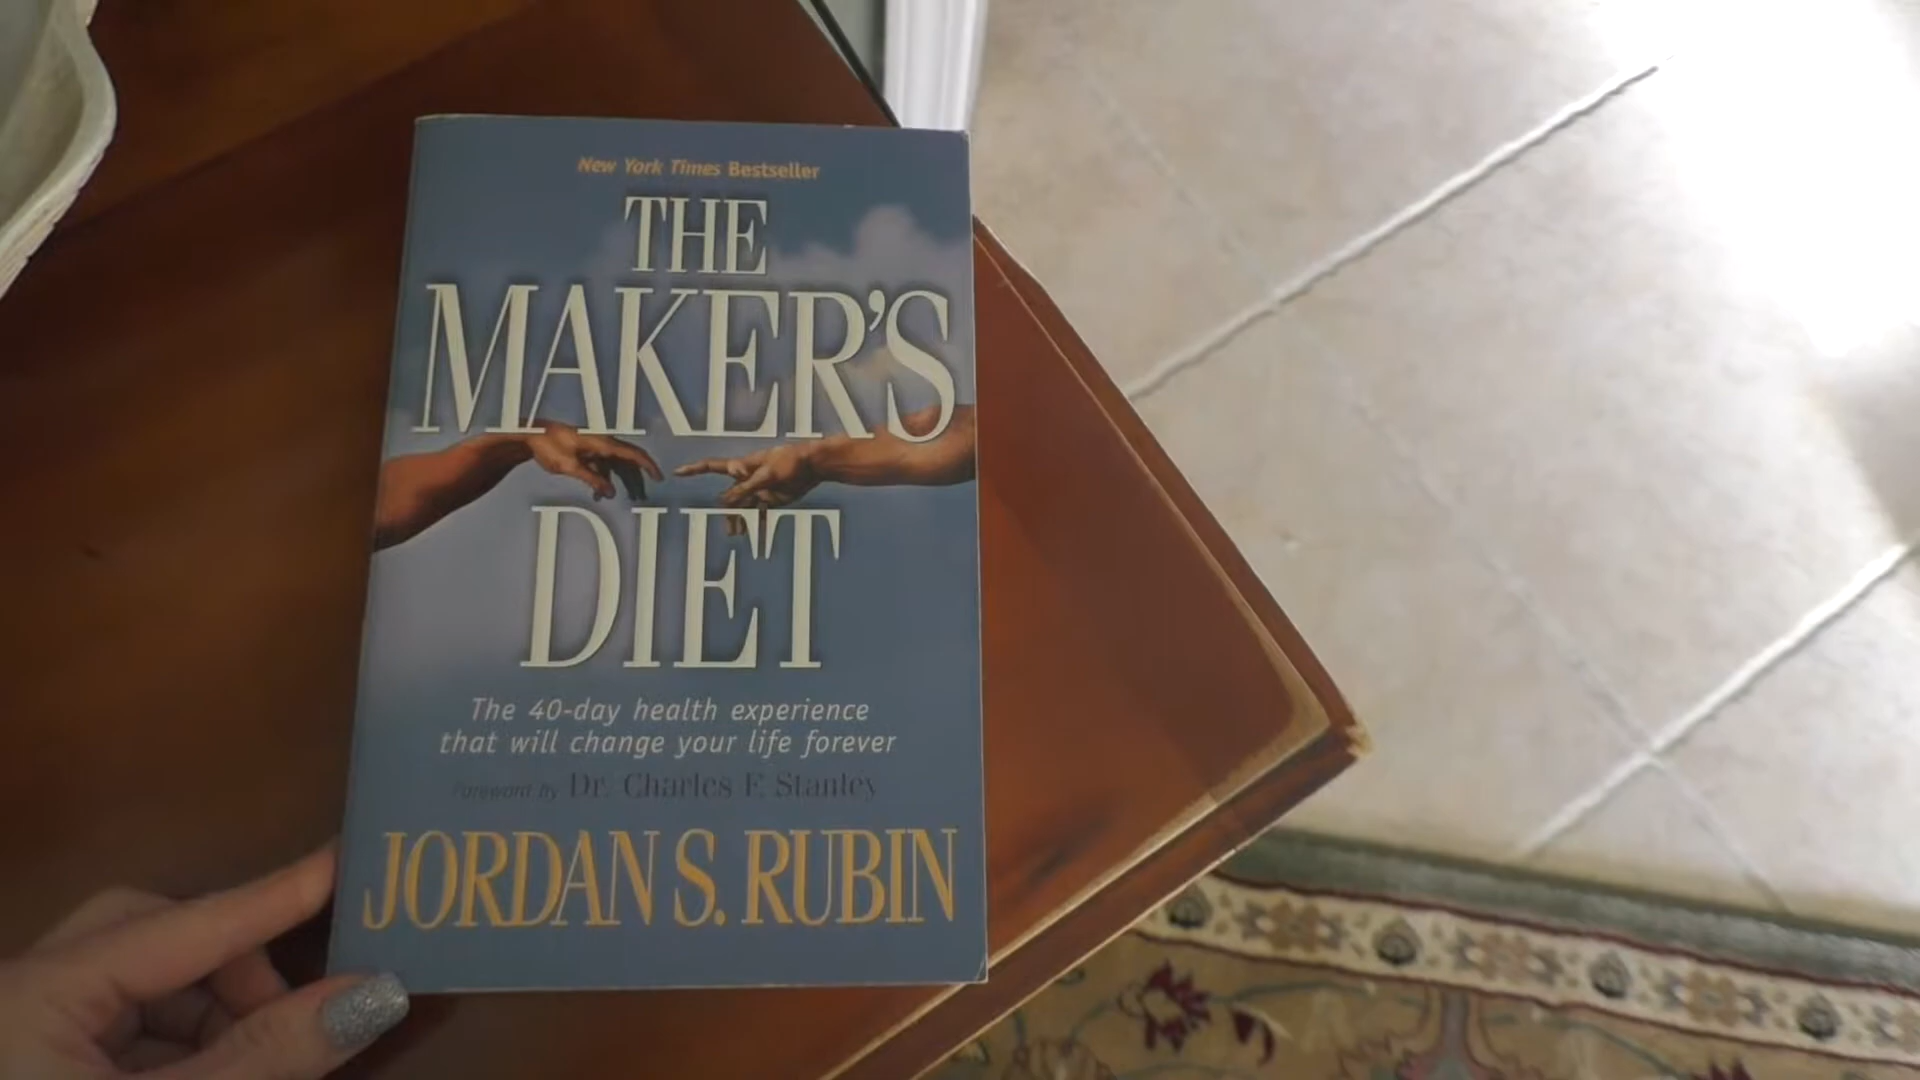 New York Times Bestseller
THE
MAKER'S
DIET
The 40-day health experience
that will change your life forever
Foreword by Dr. Charles F. Stanley
JORDAN S. RUBIN